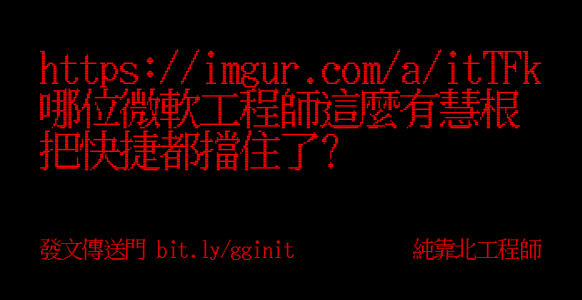 https://imgur.com/a/itTFk
哪位微軟工程師這麼有慧根
把快捷都擋住了?
發文傳送門 bit.ly/gginit
純靠北工程師